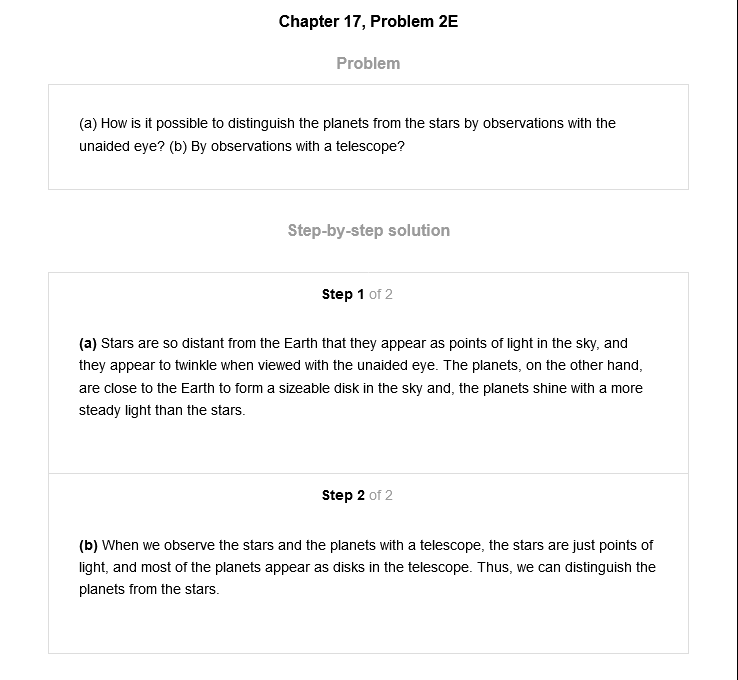 Chapter 17, Problem 2E
Problem
(a) How is it possible to distinguish the planets from the stars by observations with the
unaided eye? (b) By observations with a telescope?
Step-by-step solution
Step 1 of 2
(a) Stars are so distant from the Earth that they appear as points of light in the sky, and
they appear to twinkle when viewed with the unaided eye. The planets, on the other hand,
are close to the Earth to form a sizeable disk in the sky and, the planets shine with a more
steady light than the stars.
Step 2 of 2
(b) When we observe the stars and the planets with a telescope, the stars are just points of
light, and most of the planets appear as disks in the telescope. Thus, we can distinguish the
planets from the stars.